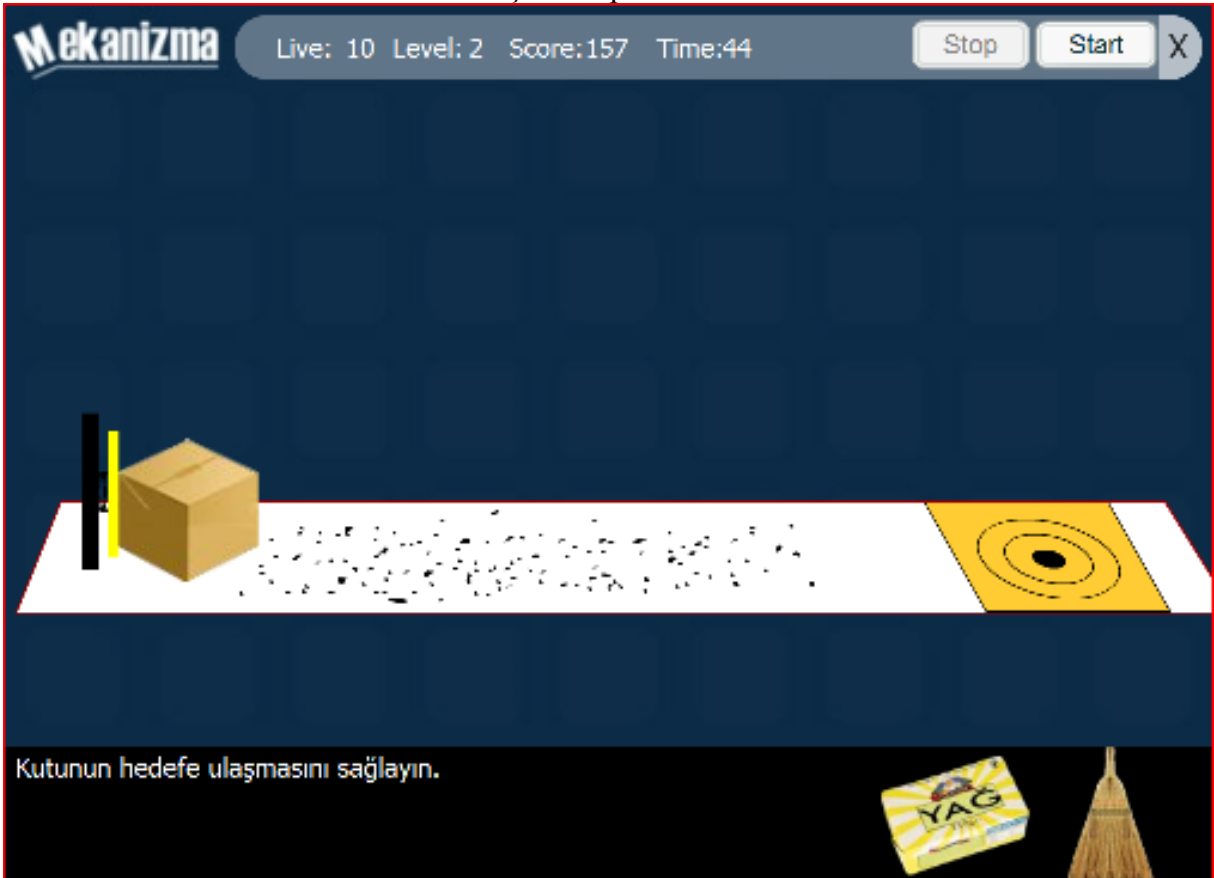 Mekanizma
Live: 10 Level: 2 Score:157 Time:44
Stop
Start
X
Kutunun hedefe ulaşmasını sağlayın.
YAĞ